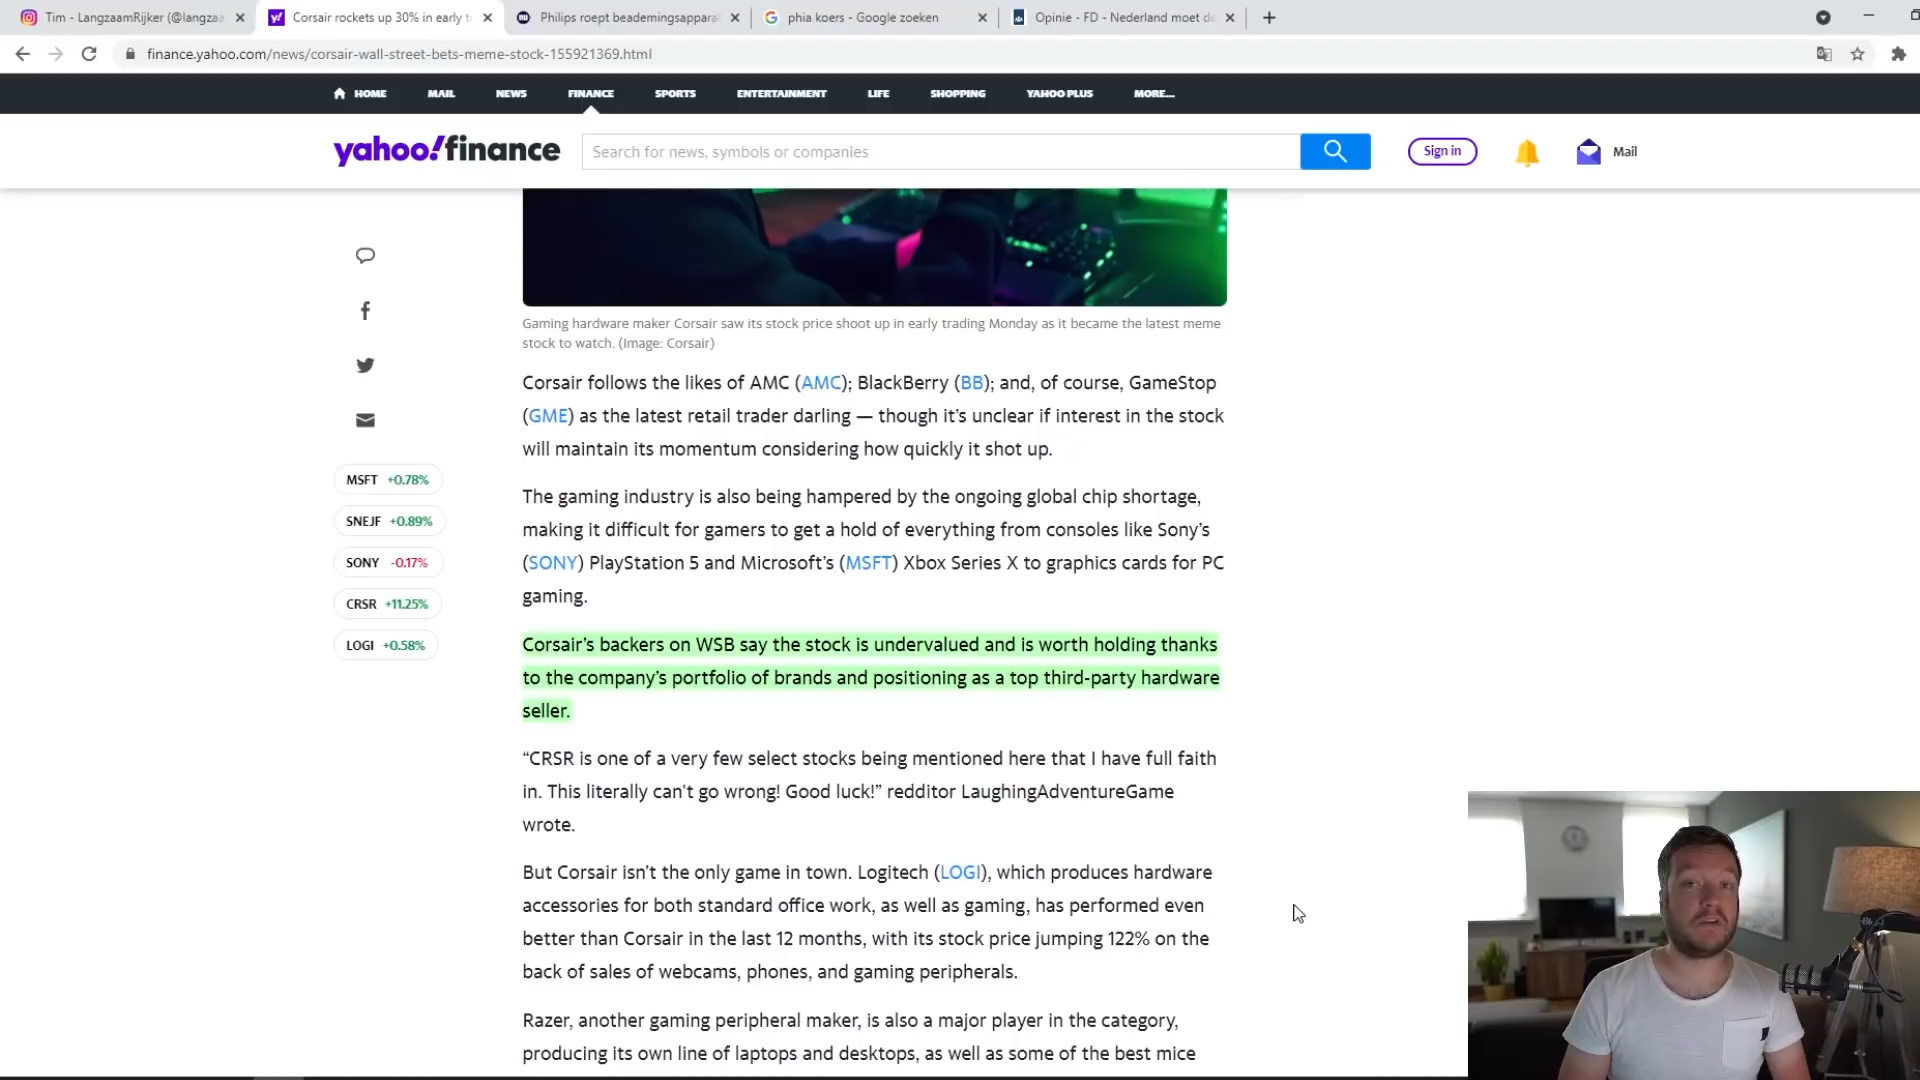 Tim - LangzaamRijker (@langzaa
Corsair rockets up 30% in early t
Philips roept beademingsappara
phia koers - Google zoeken
Opinie - FD - Nederland moet d
finance.yahoo.com/news/corsair-wall-street-bets-meme-stock-155921369.html
HOME MAIL NEWS FINANCE SPORTS ENTERTAINMENT LIFE SHOPPING YAHOO PLUS MORE...
yahoo!finance
Search for news, symbols or companies
Sign in
Mail
Gaming hardware maker Corsair saw its stock price shoot up in early trading Monday as it became the latest meme
stock to watch. (Image: Corsair)
Corsair follows the likes of AMC (AMC); BlackBerry (BB); and, of course, GameStop
(GME) as the latest retail trader darling — though it's unclear if interest in the stock
will maintain its momentum considering how quickly it shot up.
The gaming industry is also being hampered by the ongoing global chip shortage,
making it difficult for gamers to get a hold of everything from consoles like Sony's
(SONY) PlayStation 5 and Microsoft's (MSFT) Xbox Series X to graphics cards for PC
gaming.
Corsair's backers on WSB say the stock is undervalued and is worth holding thanks
to the company's portfolio of brands and positioning as a top third-party hardware
seller.
“CRSR is one of a very few select stocks being mentioned here that I have full faith
in. This literally can't go wrong! Good luck!” redditor LaughingAdventureGame
wrote.
But Corsair isn't the only game in town. Logitech (LOGI), which produces hardware
accessories for both standard office work, as well as gaming, has performed even
better than Corsair in the last 12 months, with its stock price jumping 122% on the
back of sales of webcams, phones, and gaming peripherals.
Razer, another gaming peripheral maker, is also a major player in the category,
producing its own line of laptops and desktops, as well as some of the best mice
MSFT +0.78%
SNEJF +0.89%
SONY -0.17%
CRSR +11.25%
LOGI +0.58%